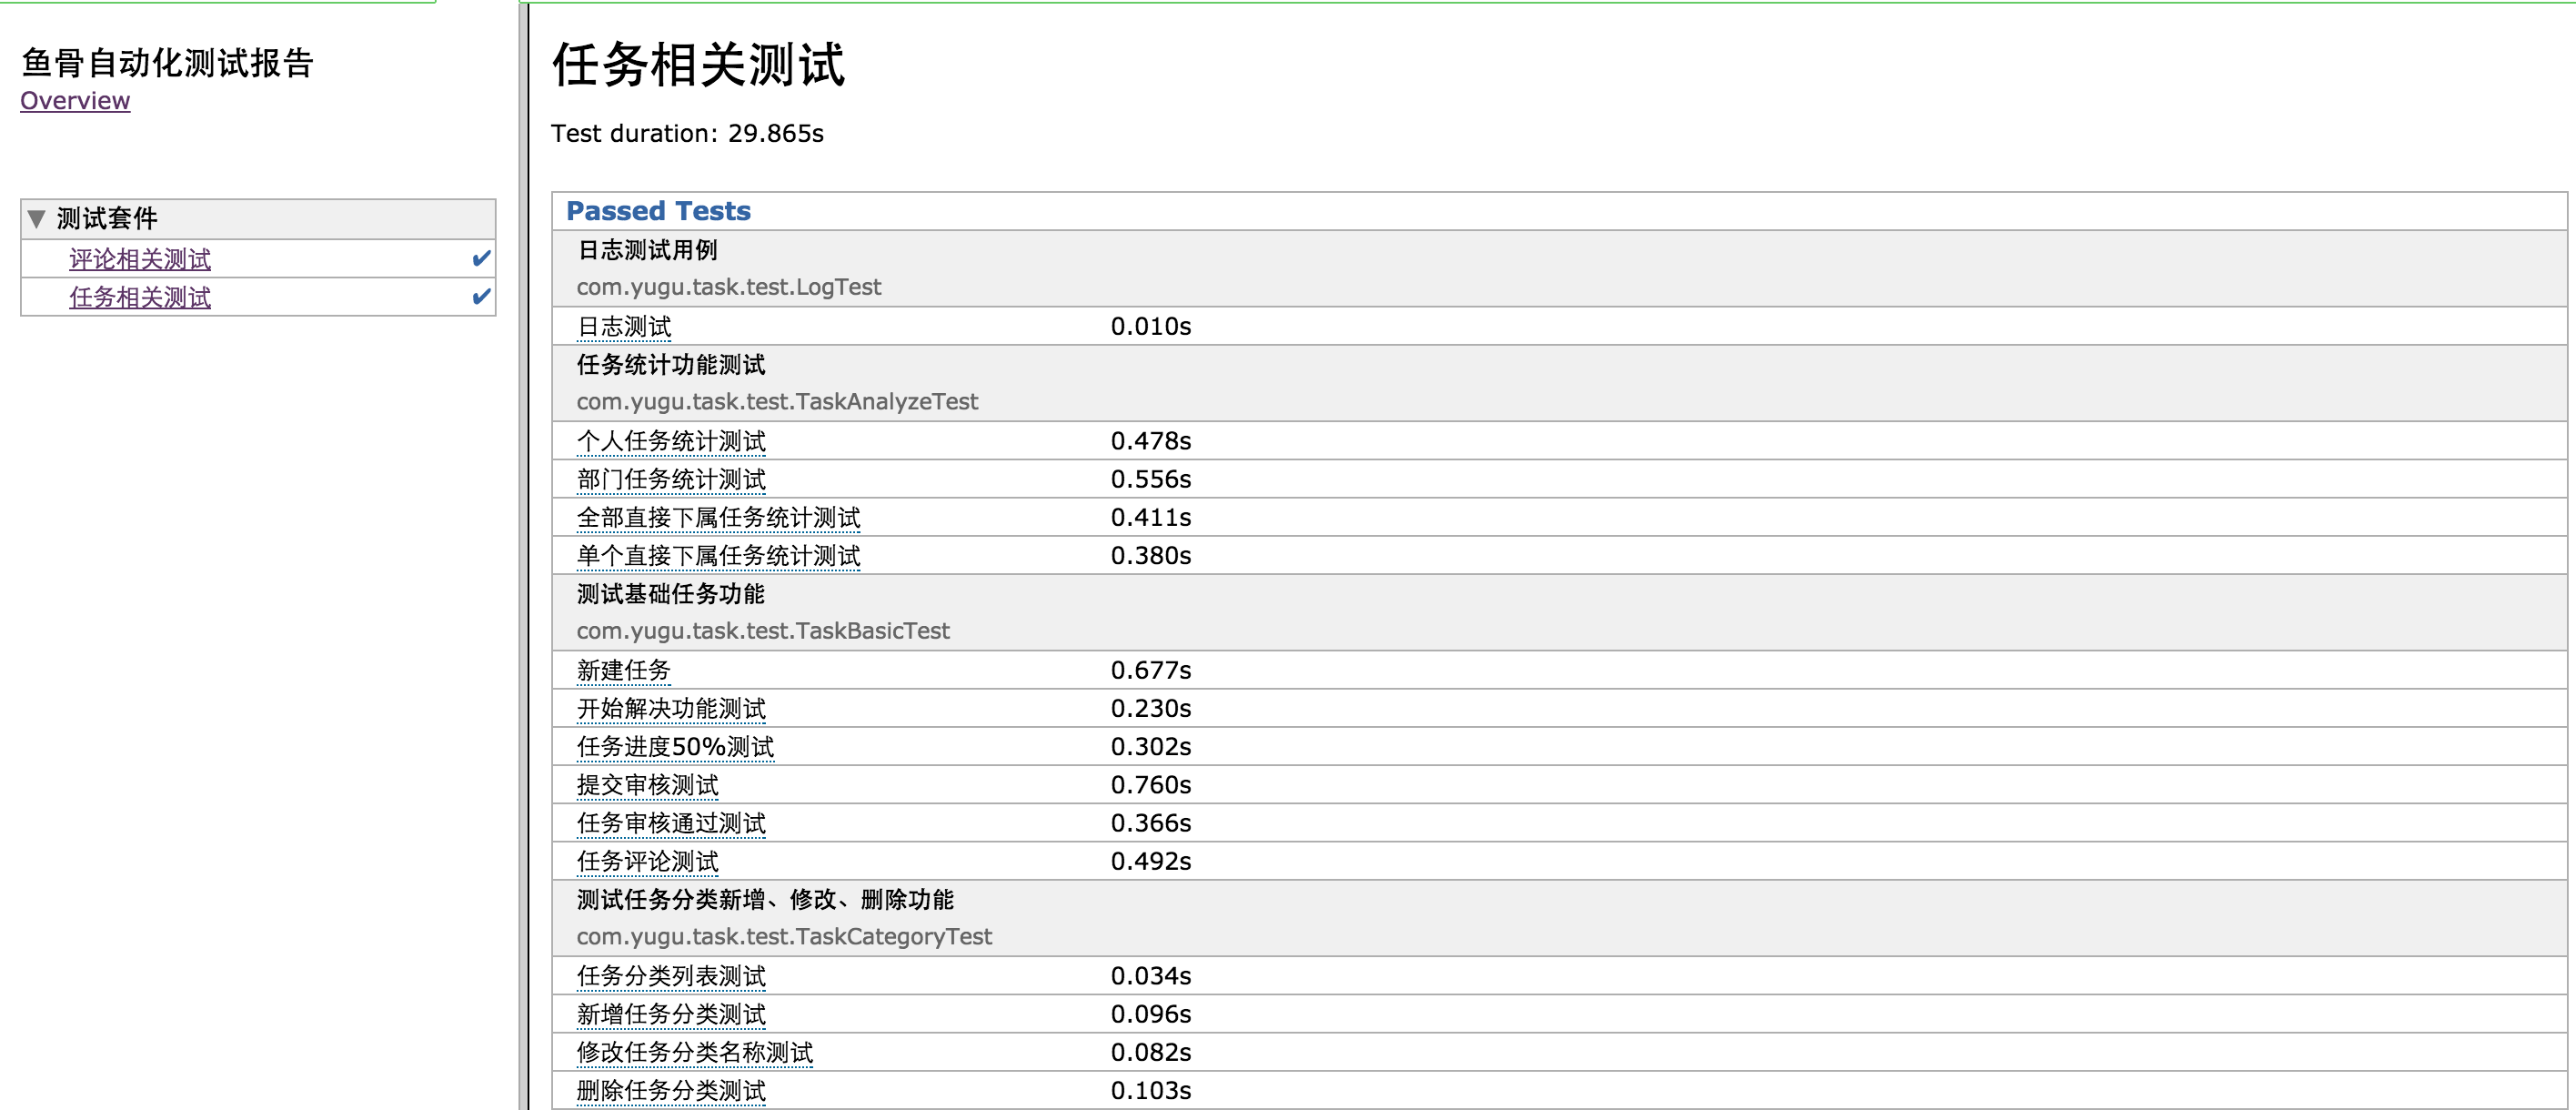 鱼骨自动化测试报告
Overview
▼ 测试套件
评论相关测试 ✔
任务相关测试 ✔
任务相关测试
Test duration: 29.865s
Passed Tests
日志测试用例
com.yugu.task.test.LogTest
日志测试 0.010s
任务统计功能测试
com.yugu.task.test.TaskAnalyzeTest
个人任务统计测试 0.478s
部门任务统计测试 0.556s
全部直接下属任务统计测试 0.411s
单个直接下属任务统计测试 0.380s
测试基础任务功能
com.yugu.task.test.TaskBasicTest
新建任务 0.677s
开始解决功能测试 0.230s
任务进度50%测试 0.302s
提交审核测试 0.760s
任务审核通过测试 0.366s
任务评论测试 0.492s
测试任务分类新增、修改、删除功能
com.yugu.task.test.TaskCategoryTest
任务分类列表测试 0.034s
新增任务分类测试 0.096s
修改任务分类名称测试 0.082s
删除任务分类测试 0.103s